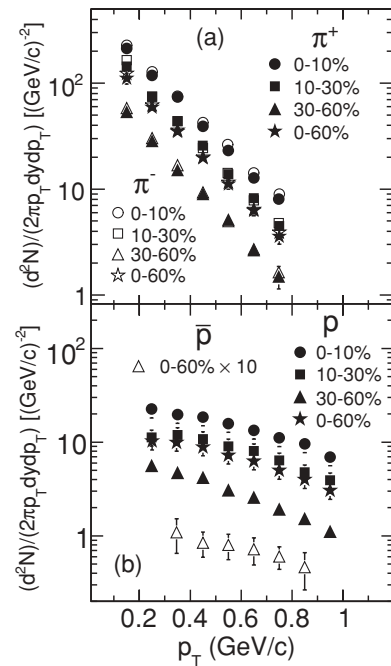 (d²N)/(2πp_T dydp_T) [(GeV/c)⁻²]
10²
10
1
(a)
π⁺
● 0-10%
■ 10-30%
▲ 30-60%
★ 0-60%
π⁻
○ 0-10%
□ 10-30%
△ 30-60%
☆ 0-60%
(d²N)/(2πp_T dydp_T) [(GeV/c)⁻²]
10²
10
1
p̅
△ 0-60% × 10
p
● 0-10%
■ 10-30%
▲ 30-60%
★ 0-60%
(b)
0.2 0.4 0.6 0.8 1
p_T (GeV/c)